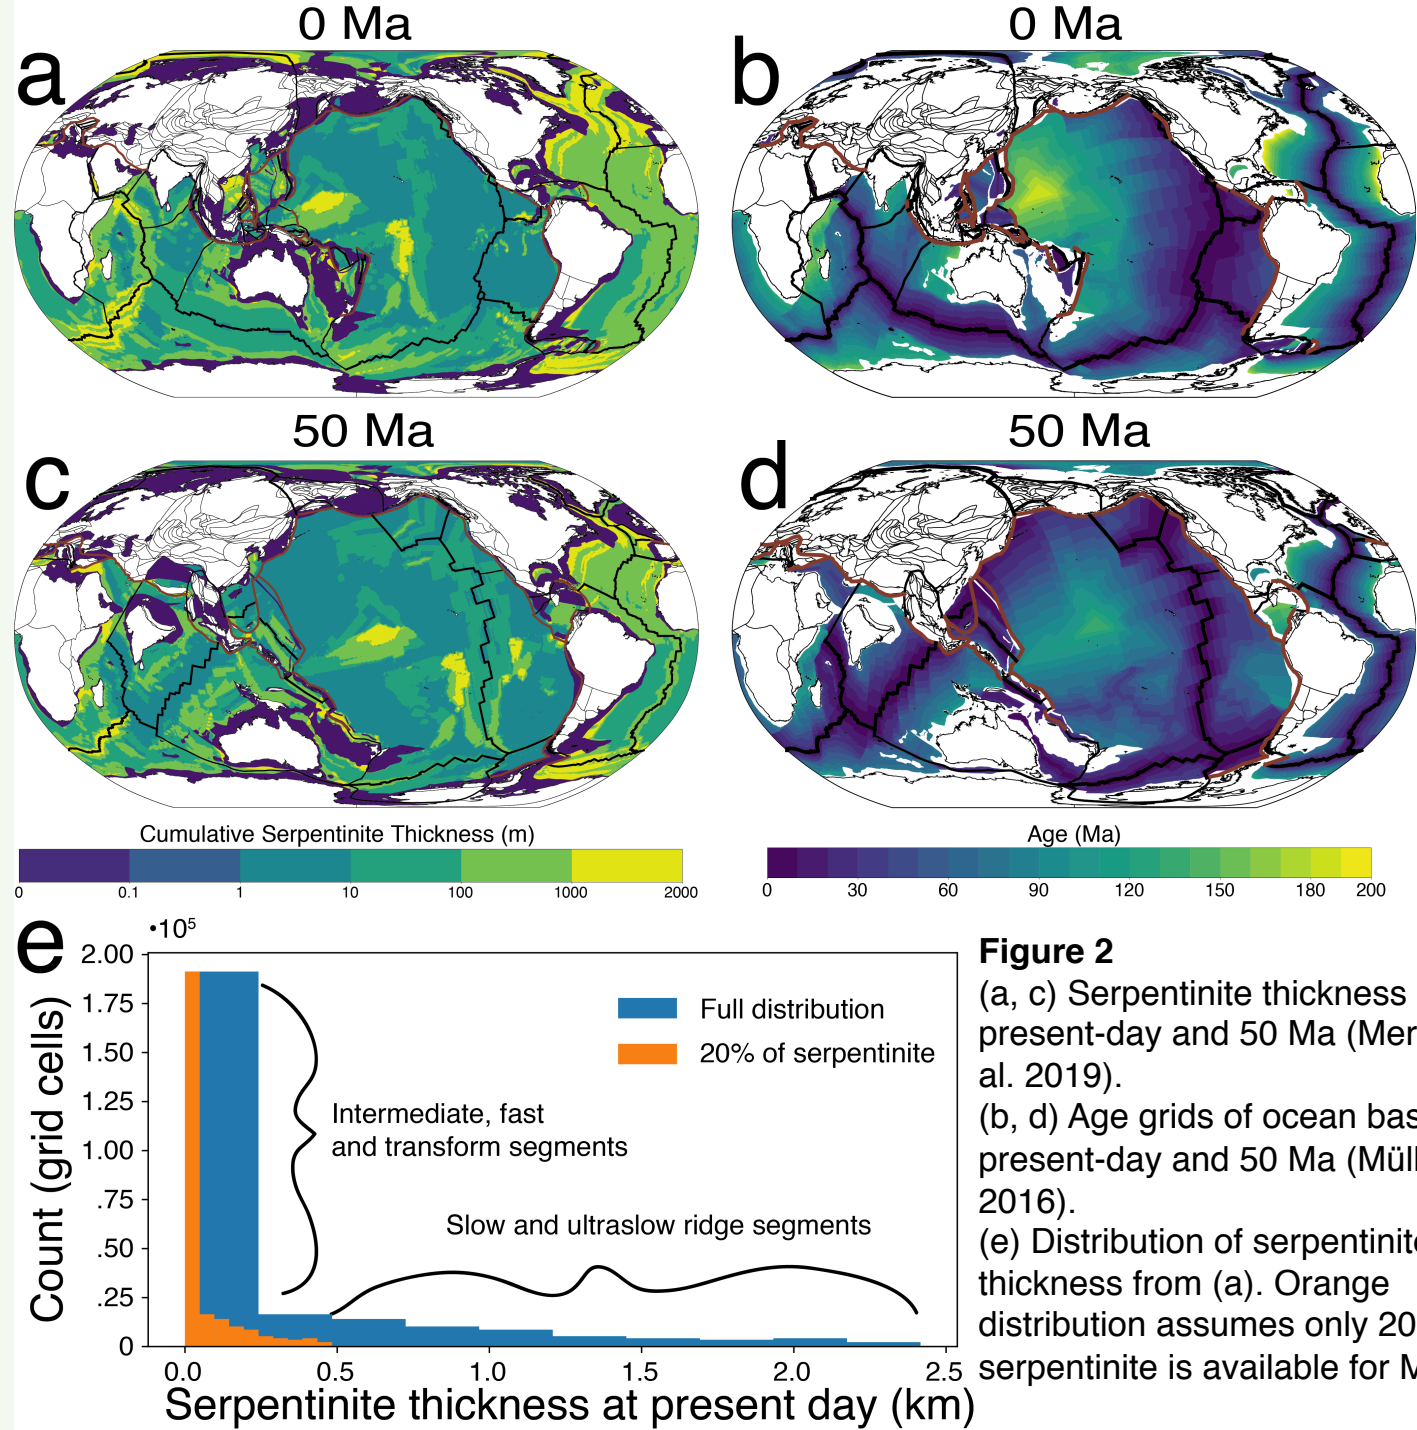 0 Ma
0 Ma
a
b
50 Ma
50 Ma
c
d
Cumulative Serpentinite Thickness (m)
0 0.1 1 10 100 1000 2000
Age (Ma)
0 30 60 90 120 150 180 200
e
•10⁵
2.00
1.75
1.50
1.25
1.00
.75
.50
.25
0
Count (grid cells)
Full distribution
20% of serpentinite
Intermediate, fast
and transform segments
Slow and ultraslow ridge segments
0.0 0.5 1.0 1.5 2.0 2.5
Serpentinite thickness at present day (km)
Figure 2
(a, c) Serpentinite thickness
present-day and 50 Ma (Mer
al. 2019).
(b, d) Age grids of ocean bas
present-day and 50 Ma (Müll
2016).
(e) Distribution of serpentinite
thickness from (a). Orange
distribution assumes only 20
serpentinite is available for M